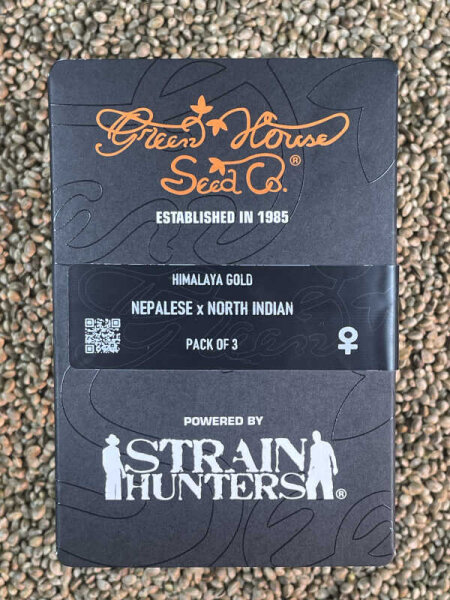 Green House
Seed Co.®
ESTABLISHED IN 1985
HIMALAYA GOLD
NEPALESE x NORTH INDIAN
PACK OF 3
POWERED BY
STRAIN
HUNTERS®